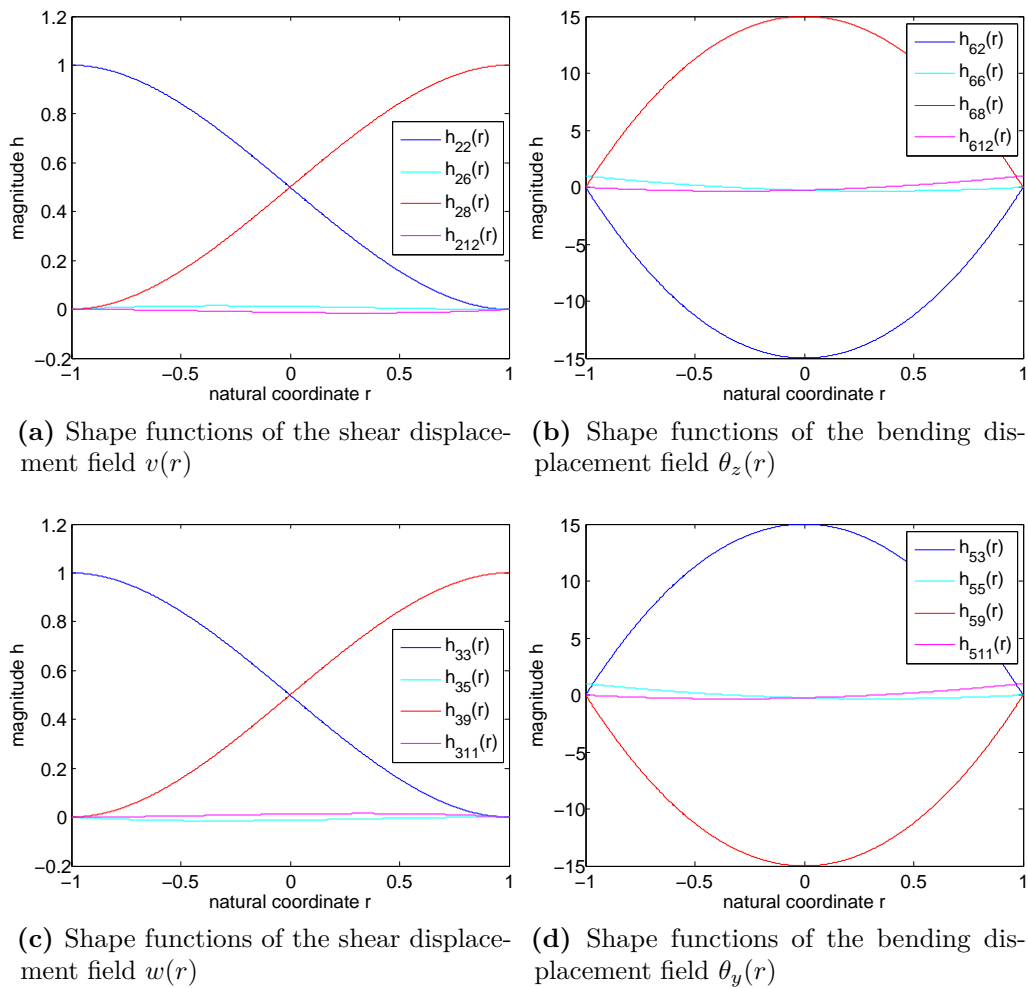 1.2
1
0.8
0.6
0.4
0.2
0
−0.2
magnitude h
−1
−0.5
0
0.5
1
natural coordinate r
h22(r)
h26(r)
h28(r)
h212(r)
(a) Shape functions of the shear displace-
ment field v(r)
15
10
5
0
−5
−10
−15
magnitude h
−1
−0.5
0
0.5
1
natural coordinate r
h62(r)
h66(r)
h68(r)
h612(r)
(b) Shape functions of the bending dis-
placement field θz(r)
1.2
1
0.8
0.6
0.4
0.2
0
−0.2
magnitude h
−1
−0.5
0
0.5
1
natural coordinate r
h33(r)
h35(r)
h39(r)
h311(r)
(c) Shape functions of the shear displace-
ment field w(r)
15
10
5
0
−5
−10
−15
magnitude h
−1
−0.5
0
0.5
1
natural coordinate r
h53(r)
h55(r)
h59(r)
h511(r)
(d) Shape functions of the bending dis-
placement field θy(r)